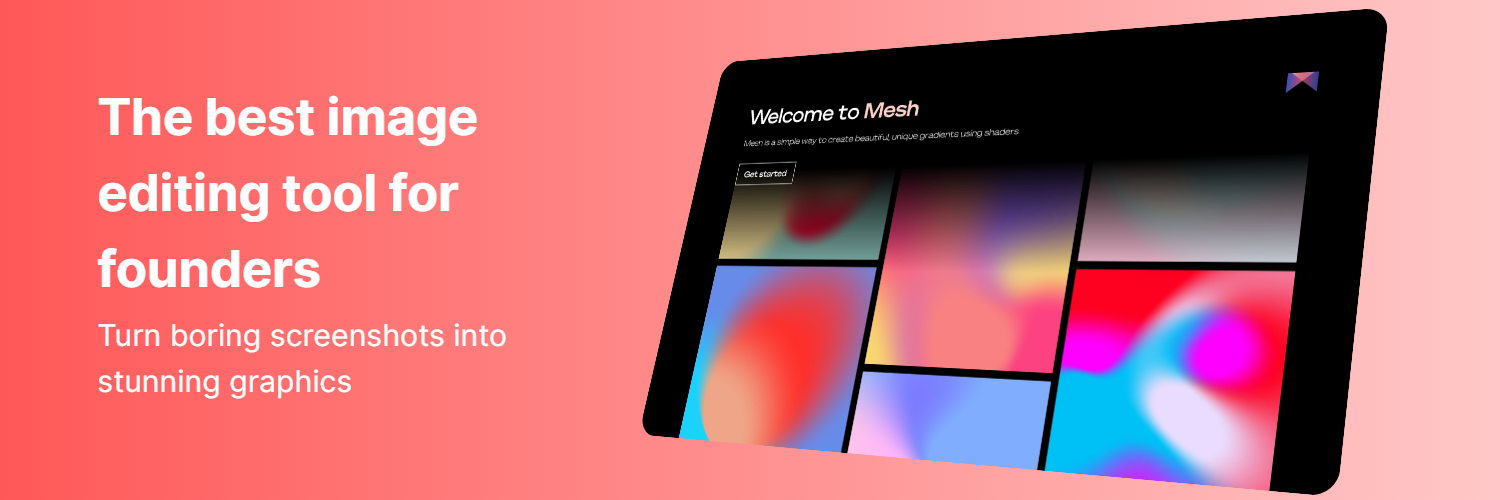 The best image
editing tool for
founders
Turn boring screenshots into
stunning graphics
Welcome to Mesh
Mesh is a simple way to create beautiful, unique gradients using shaders
Get started